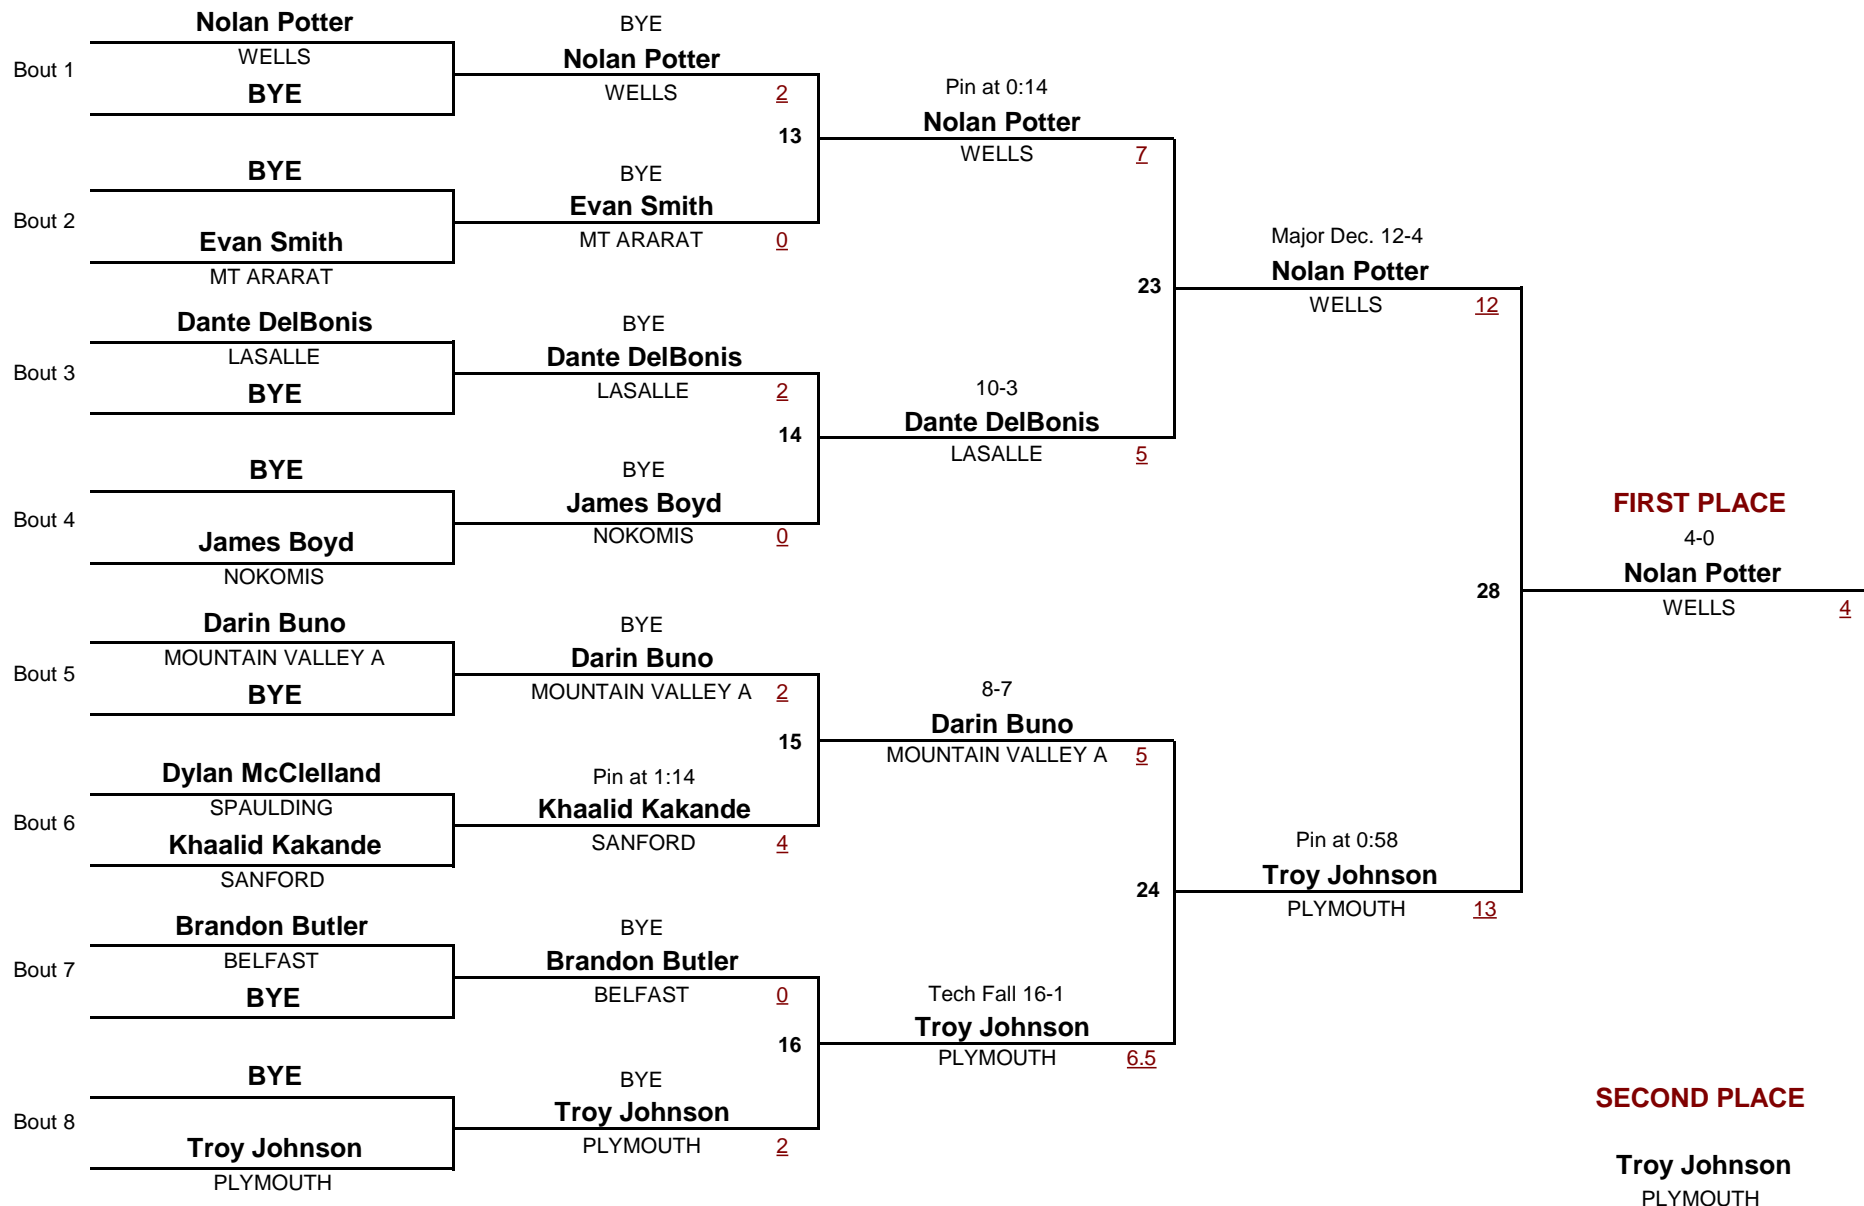 Nolan Potter
Bout 1
WELLS
BYE
BYE
Bout 2
Evan Smith
MT ARARAT
Dante DelBonis
Bout 3
LASALLE
BYE
BYE
Bout 4
James Boyd
NOKOMIS
Darin Buno
Bout 5
MOUNTAIN VALLEY A
BYE
Dylan McClelland
Bout 6
SPAULDING
Khaalid Kakande
SANFORD
Brandon Butler
Bout 7
BELFAST
BYE
BYE
Bout 8
Troy Johnson
PLYMOUTH
BYE
Nolan Potter
WELLS 2
13
BYE
Evan Smith
MT ARARAT 0
BYE
Dante DelBonis
LASALLE 2
14
BYE
James Boyd
NOKOMIS 0
BYE
Darin Buno
MOUNTAIN VALLEY A 2
15
Pin at 1:14
Khaalid Kakande
SANFORD 4
BYE
Brandon Butler
BELFAST 0
16
BYE
Troy Johnson
PLYMOUTH 2
Pin at 0:14
Nolan Potter
WELLS 7
23
10-3
Dante DelBonis
LASALLE 5
8-7
Darin Buno
MOUNTAIN VALLEY A 5
24
Tech Fall 16-1
Troy Johnson
PLYMOUTH 6.5
Major Dec. 12-4
Nolan Potter
WELLS 12
28
Pin at 0:58
Troy Johnson
PLYMOUTH 13
FIRST PLACE
4-0
Nolan Potter
WELLS 4
SECOND PLACE
Troy Johnson
PLYMOUTH